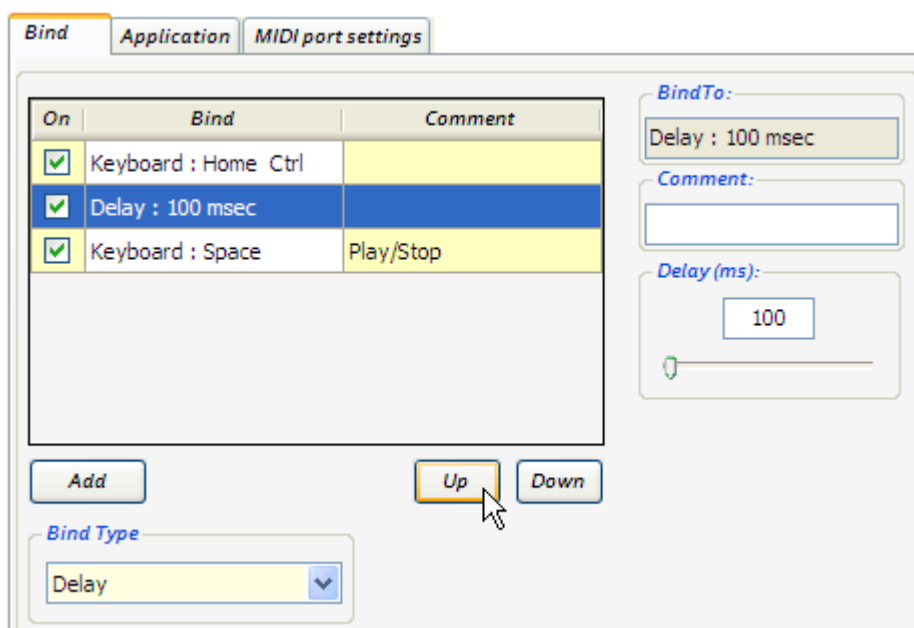 Bind Application MIDI port settings
On Bind Comment
Keyboard : Home Ctrl
Delay : 100 msec
Keyboard : Space Play/Stop
Add Up Down
Bind Type
Delay
BindTo:
Delay : 100 msec
Comment:
Delay (ms):
100